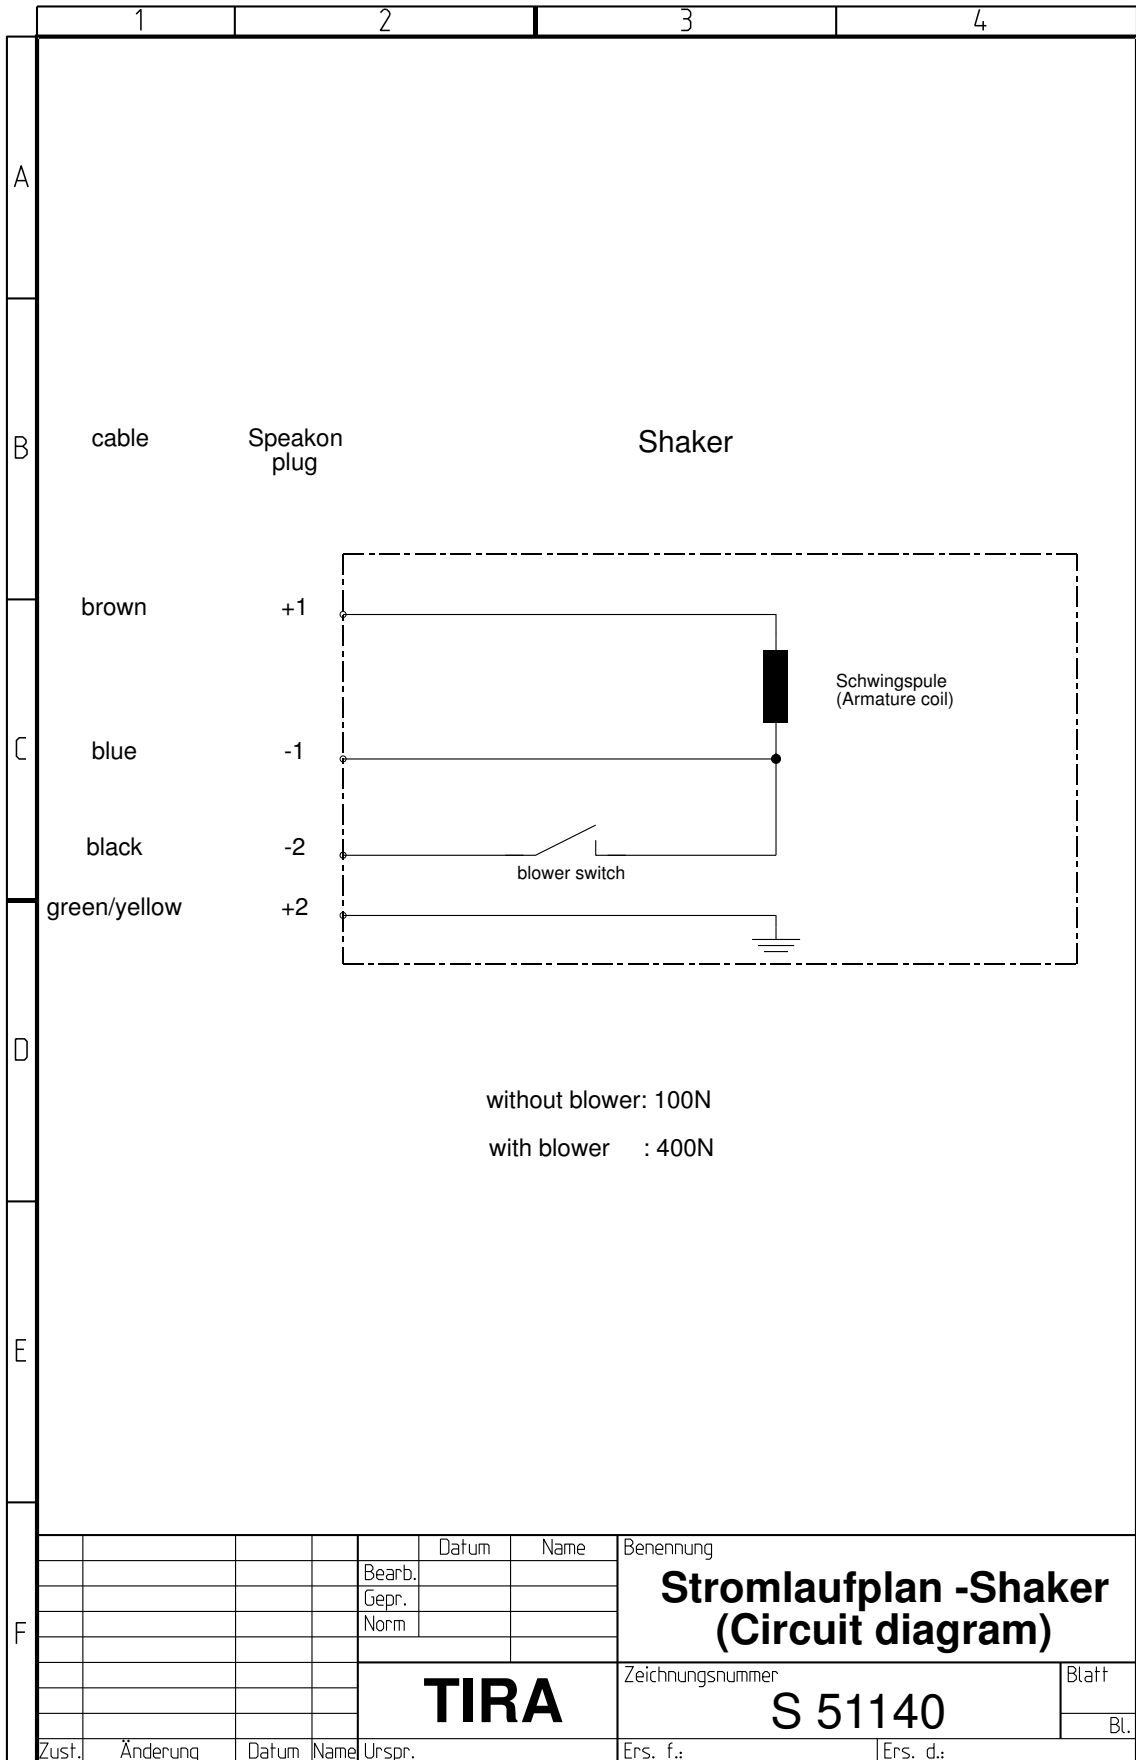 1 2 3 4
A
B
C
D
E
F
cable
Speakon
plug
Shaker
brown +1
Schwingspule
(Armature coil)
blue -1
black -2
blower switch
green/yellow +2
without blower: 100N
with blower : 400N
Datum Name
Bearb.
Gepr.
Norm
Benennung
Stromlaufplan -Shaker
(Circuit diagram)
TIRA
Zeichnungsnummer
S 51140
Blatt
Bl.
Zust. Änderung Datum Name Urspr. Ers. f.: Ers. d.: